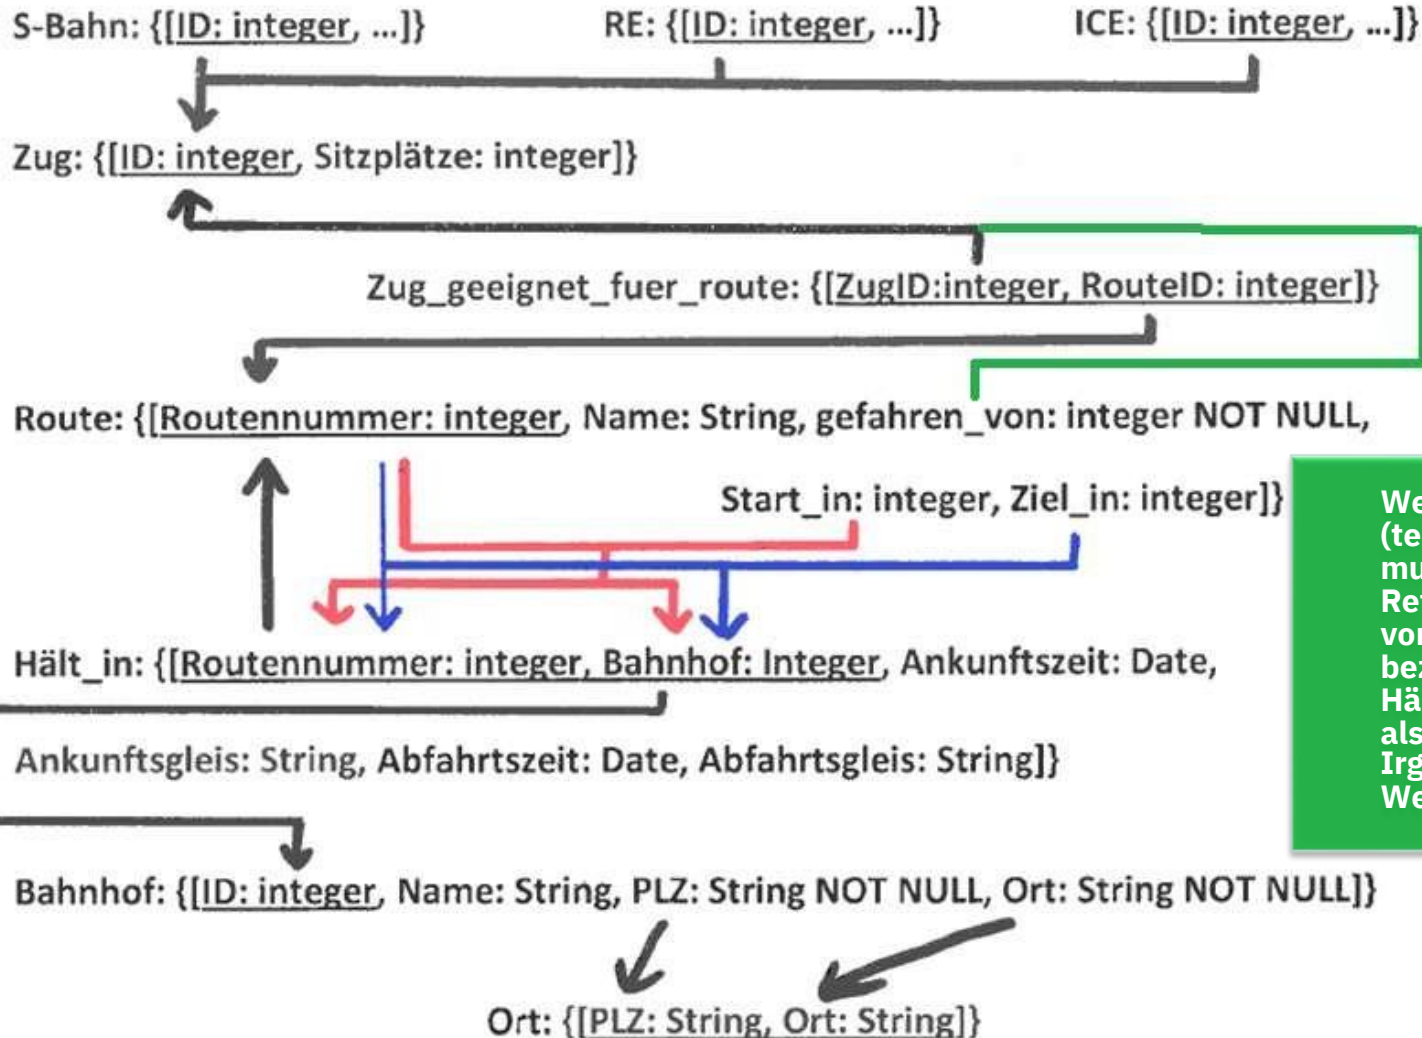 S-Bahn: {[ID: integer, ...]} RE: {[ID: integer, ...]} ICE: {[ID: integer, ...]}
Zug: {[ID: integer, Sitzplätze: integer]}
Zug_geeignet_fuer_route: {[ZugID:integer, RouteID: integer]}
Route: {[Routennummer: integer, Name: String, gefahren_von: integer NOT NULL,
Start_in: integer, Ziel_in: integer]}
Hält_in: {[Routennummer: integer, Bahnhof: Integer, Ankunftszeit: Date,
Ankunftsgleis: String, Abfahrtszeit: Date, Abfahrtsgleis: String]}
Bahnhof: {[ID: integer, Name: String, PLZ: String NOT NULL, Ort: String NOT NULL]}
Ort: {[PLZ: String, Ort: String]}
als